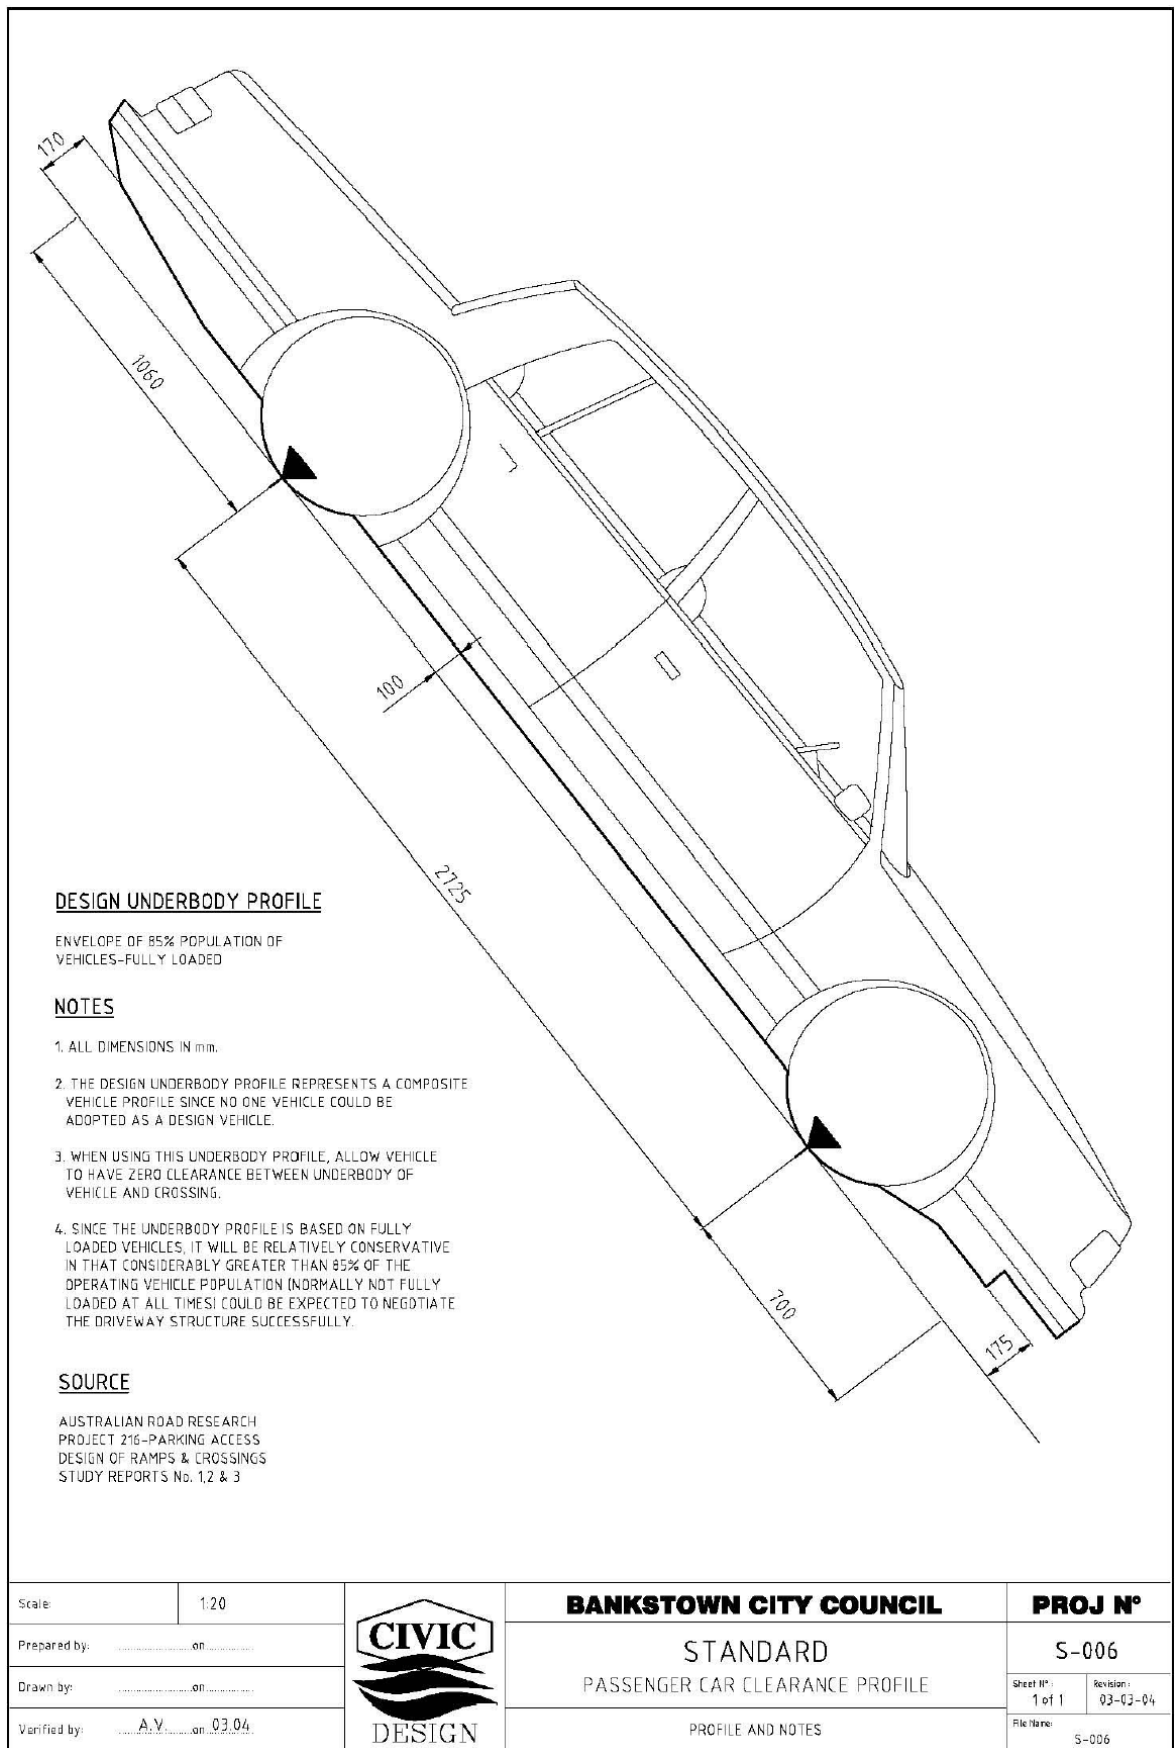 170
1060
100
2725
700
175
DESIGN UNDERBODY PROFILE
ENVELOPE OF 85% POPULATION OF
VEHICLES-FULLY LOADED
NOTES
1. ALL DIMENSIONS IN mm.
2. THE DESIGN UNDERBODY PROFILE REPRESENTS A COMPOSITE
VEHICLE PROFILE SINCE NO ONE VEHICLE COULD BE
ADOPTED AS A DESIGN VEHICLE.
3. WHEN USING THIS UNDERBODY PROFILE, ALLOW VEHICLE
TO HAVE ZERO CLEARANCE BETWEEN UNDERBODY OF
VEHICLE AND CROSSING.
4. SINCE THE UNDERBODY PROFILE IS BASED ON FULLY
LOADED VEHICLES, IT WILL BE RELATIVELY CONSERVATIVE
IN THAT CONSIDERABLY GREATER THAN 85% OF THE
OPERATING VEHICLE POPULATION (NORMALLY NOT FULLY
LOADED AT ALL TIMES) COULD BE EXPECTED TO NEGOTIATE
THE DRIVEWAY STRUCTURE SUCCESSFULLY.
SOURCE
AUSTRALIAN ROAD RESEARCH
PROJECT 216-PARKING ACCESS
DESIGN OF RAMPS & CROSSINGS
STUDY REPORTS No. 1,2 & 3
Scale: 1:20
Prepared by: ..........on..........
Drawn by: ..........on..........
Verified by: A.V. on 03.04
CIVIC
DESIGN
BANKSTOWN CITY COUNCIL
STANDARD
PASSENGER CAR CLEARANCE PROFILE
PROFILE AND NOTES
PROJ Nº
S-006
Sheet Nº: Revision:
1 of 1 03-03-04
File Name:
S-006